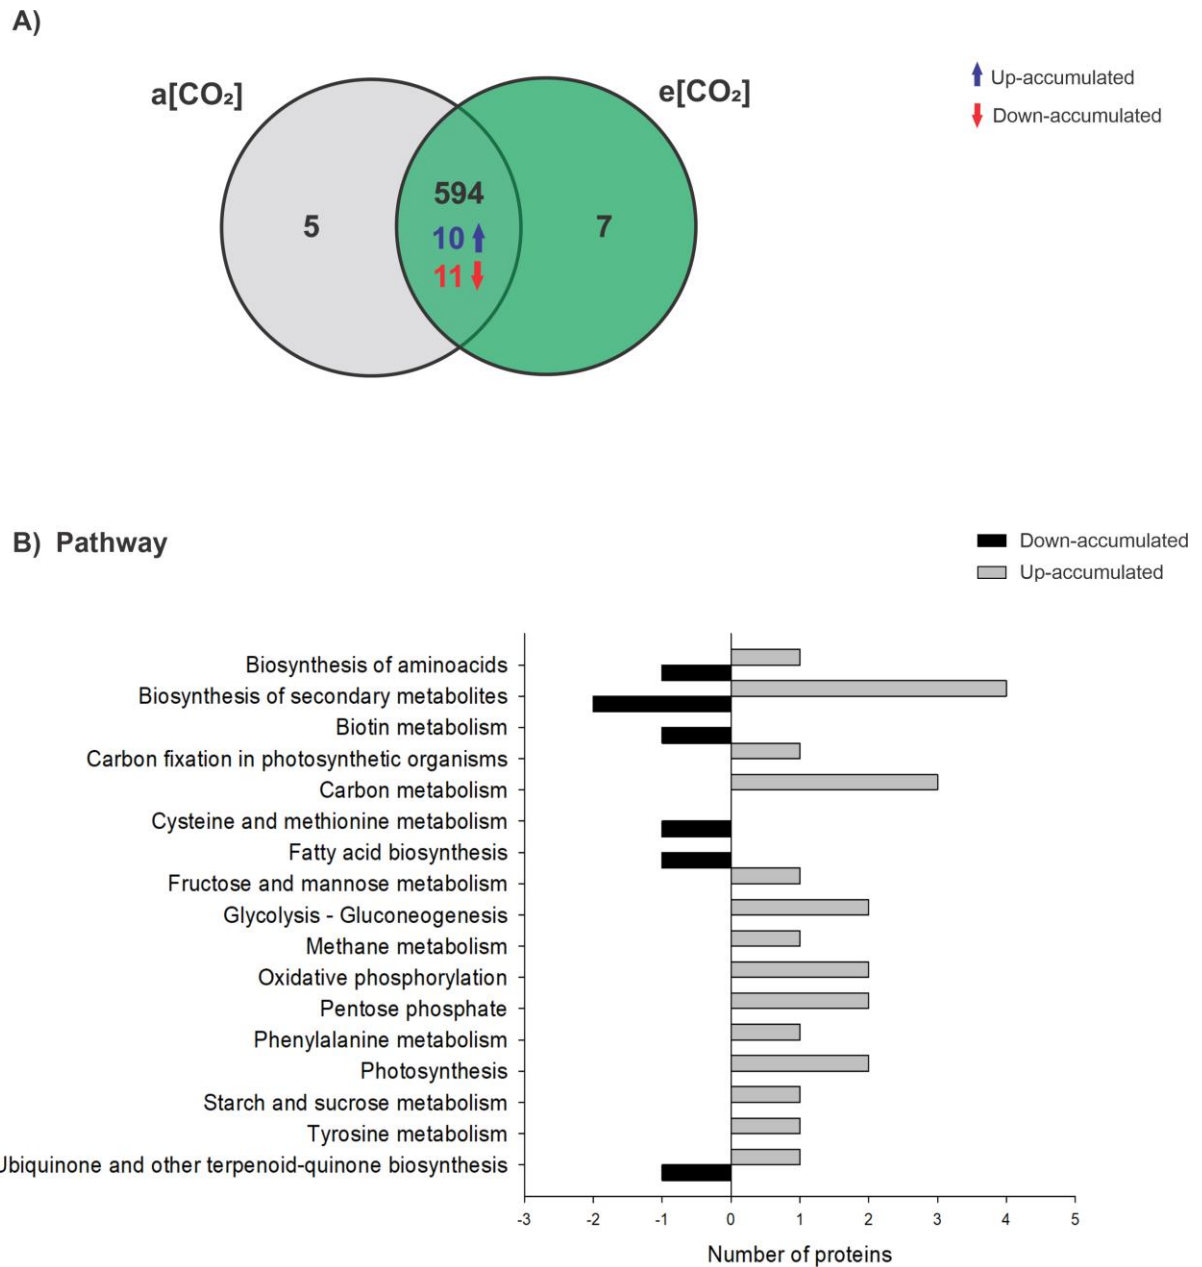 A)
a[CO₂]
e[CO₂]
Up-accumulated
Down-accumulated
594
5
10
7
11
B) Pathway
Down-accumulated
Up-accumulated
Biosynthesis of aminoacids
Biosynthesis of secondary metabolites
Biotin metabolism
Carbon fixation in photosynthetic organisms
Carbon metabolism
Cysteine and methionine metabolism
Fatty acid biosynthesis
Fructose and mannose metabolism
Glycolysis - Gluconeogenesis
Methane metabolism
Oxidative phosphorylation
Pentose phosphate
Phenylalanine metabolism
Photosynthesis
Starch and sucrose metabolism
Tyrosine metabolism
Ubiquinone and other terpenoid-quinone biosynthesis
-3 -2 -1 0 1 2 3 4 5
Number of proteins